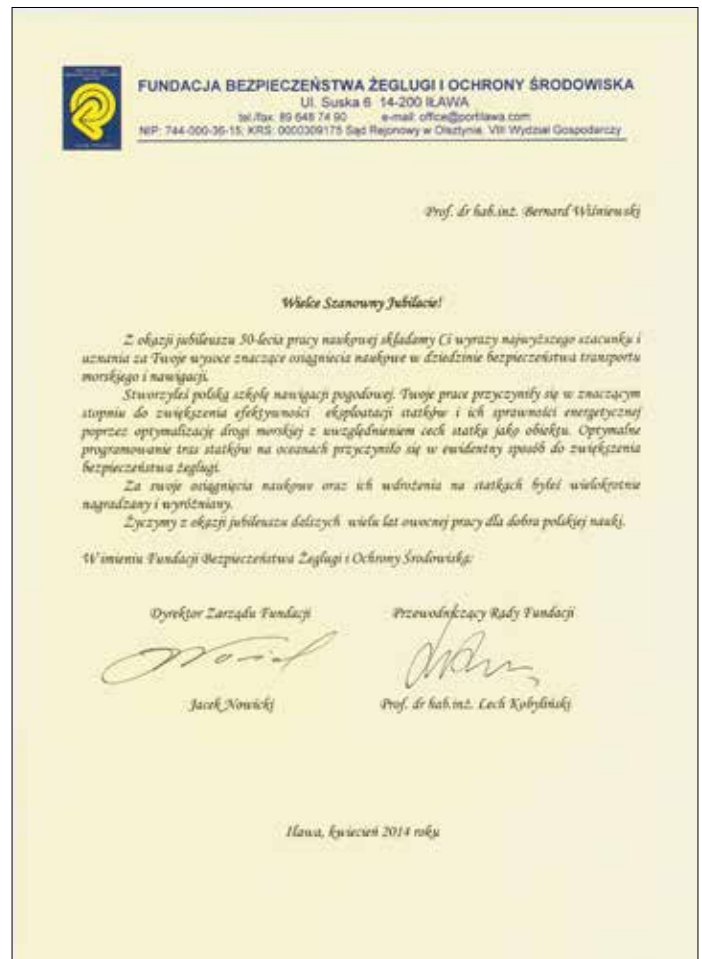 FUNDACJA BEZPIECZEŃSTWA ŻEGLUGI I OCHRONY ŚRODOWISKA
Ul. Suska 6 14-200 IŁAWA
tel./fax: 89 648 74 90 e-mail: office@portilawa.com
NIP: 744-000-36-15; KRS: 0000309175 Sąd Rejonowy w Olsztynie, VIII Wydział Gospodarczy
Prof. dr hab.inż. Bernard Wiśniewski
Wielce Szanowny Jubilacie!
Z okazji jubileuszu 50-lecia pracy naukowej składamy Ci wyrazy najwyższego szacunku i
uznania za Twoje wysoce znaczące osiągniecia naukowe w dziedzinie bezpieczeństwa transportu
morskiego i nawigacji.
Stworzyłeś polską szkołę nawigacji pogodowej. Twoje prace przyczyniły się w znaczącym
stopniu do zwiększenia efektywności eksploatacji statków i ich sprawności energetycznej
poprzez optymalizację drogi morskiej z uwzględnieniem cech statku jako obiektu. Optymalne
programowanie tras statków na oceanach przyczyniło się w ewidentny sposób do zwiększenia
bezpieczeństwa żeglugi.
Za swoje osiągnięcia naukowe oraz ich wdrożenia na statkach byłeś wielokrotnie
nagradzany i wyróżniany.
Życzymy z okazji jubileuszu dalszych wielu lat owocnej pracy dla dobra polskiej nauki.
W imieniu Fundacji Bezpieczeństwa Żeglugi i Ochrony Środowiska:
Dyrektor Zarządu Fundacji Przewodniczący Rady Fundacji
Jacek Nowicki Prof. dr hab.inż. Lech Kobyliński
Iława, kwiecień 2014 roku